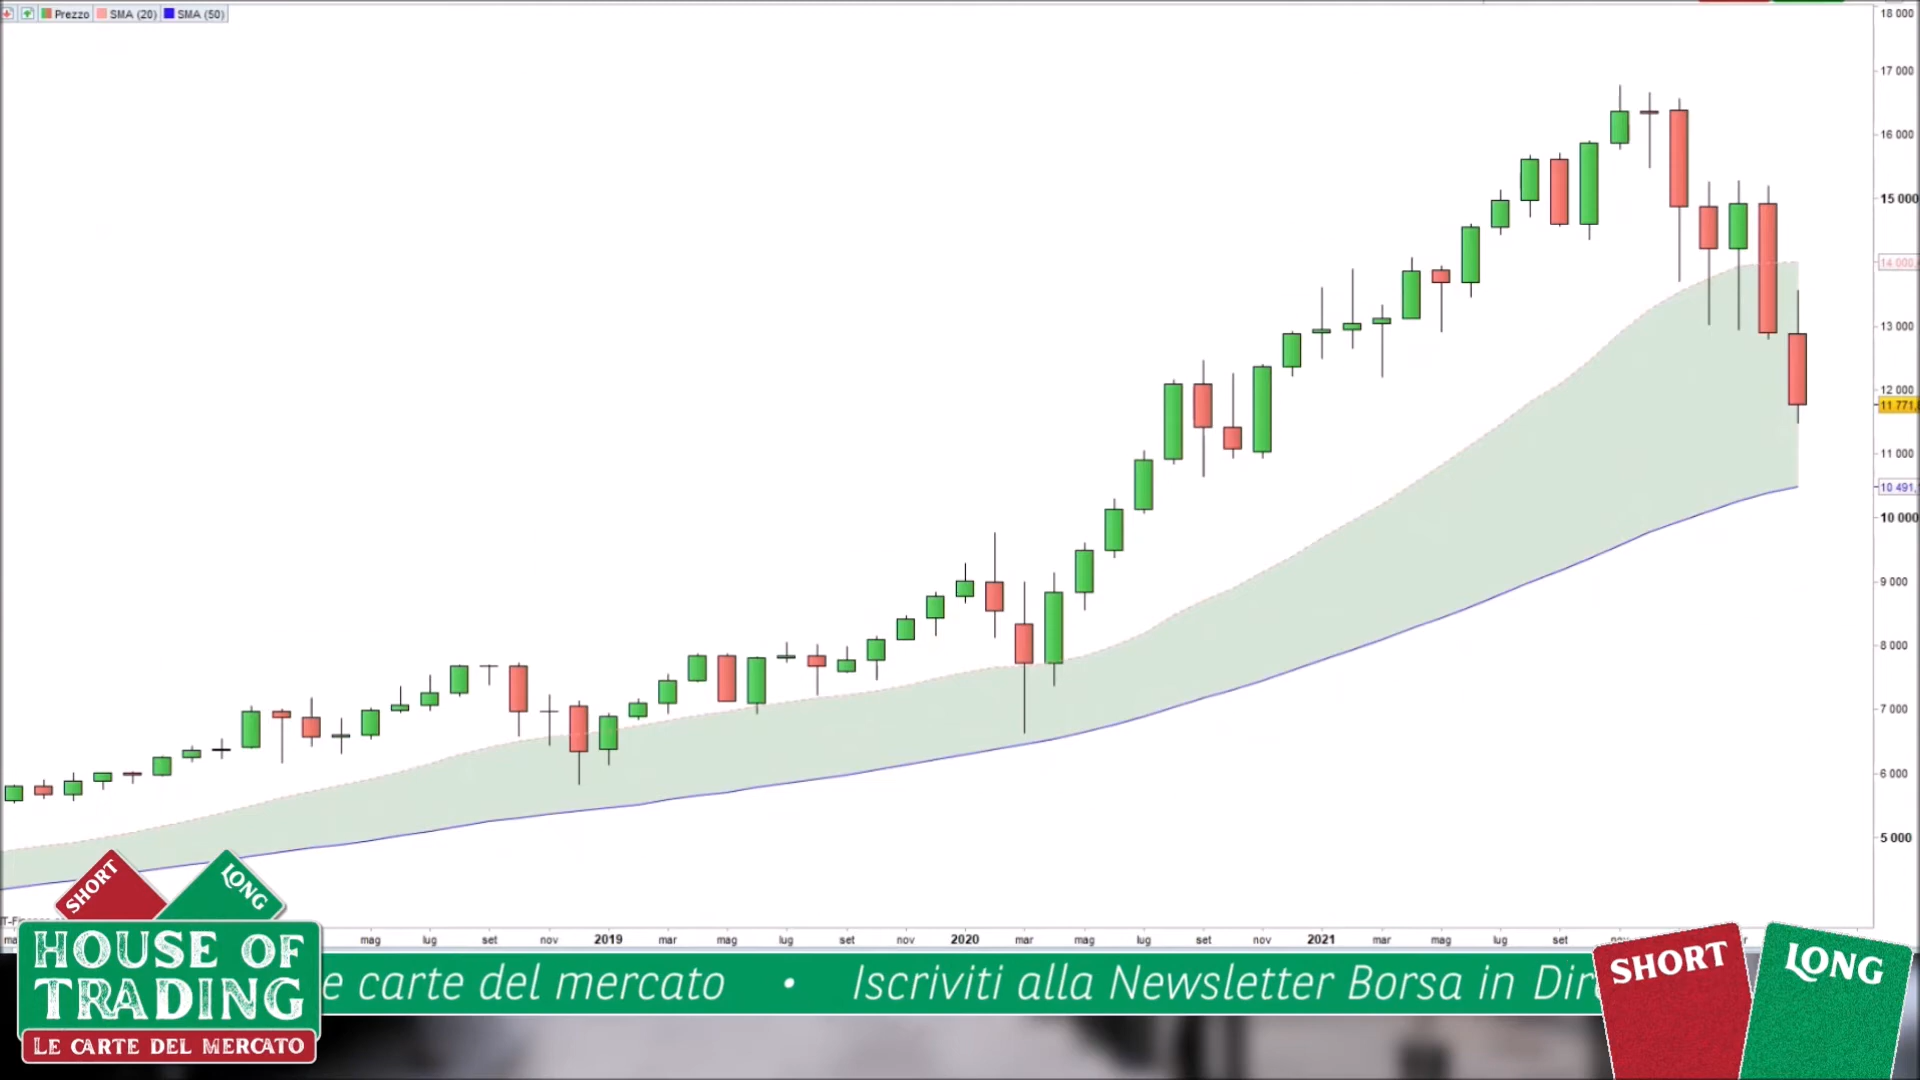 Prezzo SMA (20) SMA (50)
18 000
17 000
16 000
15 000
14 000
13 000
12 000
11 771,
11 000
10 491,
10 000
9 000
8 000
7 000
6 000
5 000
mag lug set nov 2019 mar mag lug set nov 2020 mar mag lug set nov 2021 mar mag lug set
SHORT
LONG
HOUSE OF
TRADING
LE CARTE DEL MERCATO
e carte del mercato • Iscriviti alla Newsletter Borsa in Dir
SHORT
LONG